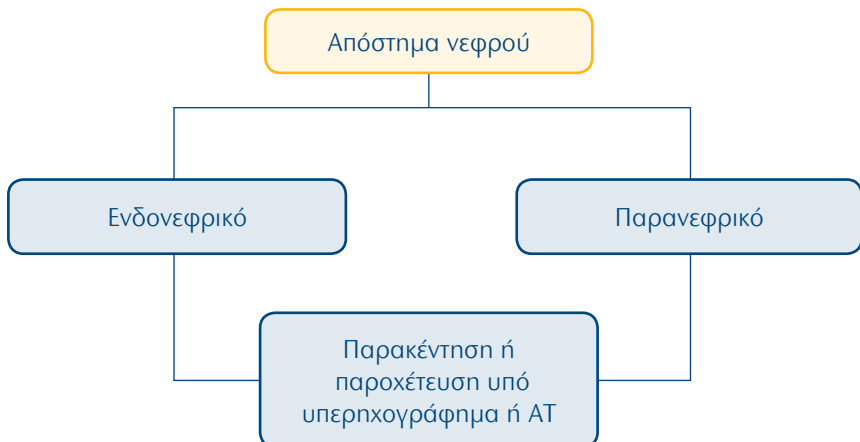 Απόστημα νεφρού
Ενδονεφρικό
Παρανεφρικό
Παρακέντηση ή
παροχέτευση υπό
υπερηχογράφημα ή ΑΤ